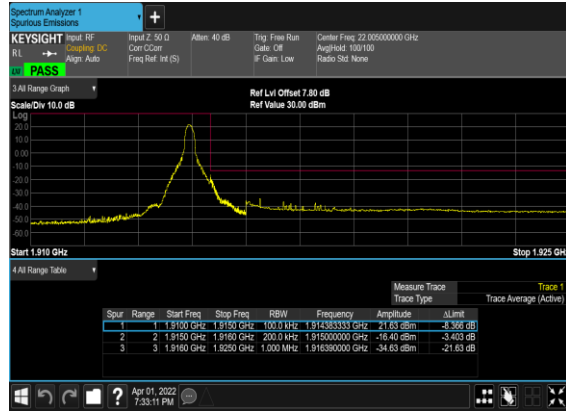 Spectrum Analyzer 1
Spurious Emissions
+
KEYSIGHT Input: RF Input Z: 50 Ω Atten: 40 dB Trig: Free Run Center Freq: 22.005000000 GHz
RL Coupling: DC Corr CCorr Gate: Off Avg|Hold: 100/100
Align: Auto Freq Ref: Int (S) IF Gain: Low Radio Std: None
PASS
3 All Range Graph
Ref Lvl Offset 7.80 dB
Scale/Div 10.0 dB Ref Value 30.00 dBm
Log
20.0
10.0
0.00
-10.0
-20.0
-30.0
-40.0
-50.0
-60.0
Start 1.910 GHz Stop 1.925 GH
4 All Range Table
Measure Trace Trace 1
Trace Type Trace Average (Active)
Spur Range Start Freq Stop Freq RBW Frequency Amplitude ΔLimit
1 1 1.9100 GHz 1.9150 GHz 100.0 kHz 1.914383333 GHz 21.63 dBm -8.366 dB
2 2 1.9150 GHz 1.9160 GHz 200.0 kHz 1.915000000 GHz -16.40 dBm -3.403 dB
3 3 1.9160 GHz 1.9250 GHz 1.000 MHz 1.916390000 GHz -34.63 dBm -21.63 dB
? Apr 01, 2022
7:33:11 PM